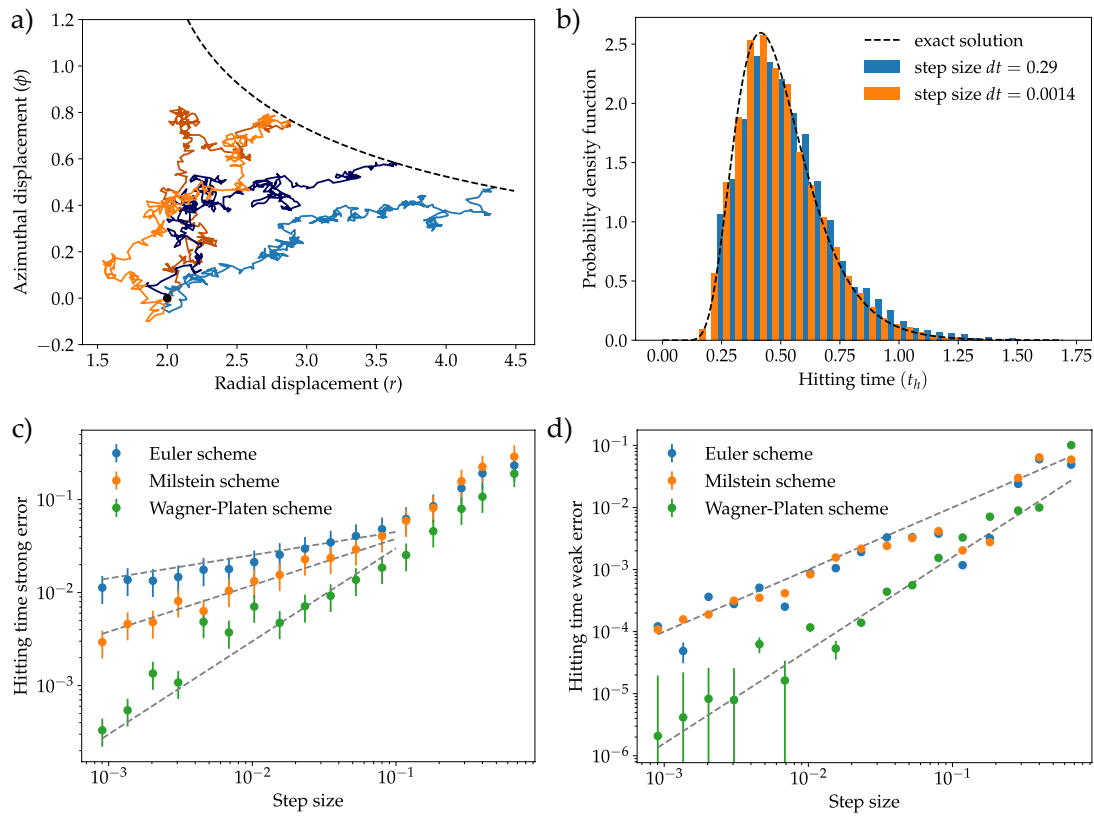 a)
Azimuthal displacement (ϕ)
1.2
1.0
0.8
0.6
0.4
0.2
0.0
−0.2
1.5 2.0 2.5 3.0 3.5 4.0 4.5
Radial displacement (r)
b)
Probability density function
2.5
2.0
1.5
1.0
0.5
0.0
exact solution
step size dt = 0.29
step size dt = 0.0014
0.00 0.25 0.50 0.75 1.00 1.25 1.50 1.75
Hitting time (t_h)
c)
Hitting time strong error
10⁻¹
10⁻²
10⁻³
Euler scheme
Milstein scheme
Wagner-Platen scheme
10⁻³ 10⁻² 10⁻¹
Step size
d)
Hitting time weak error
10⁻¹
10⁻²
10⁻³
10⁻⁴
10⁻⁵
10⁻⁶
Euler scheme
Milstein scheme
Wagner-Platen scheme
10⁻³ 10⁻² 10⁻¹
Step size